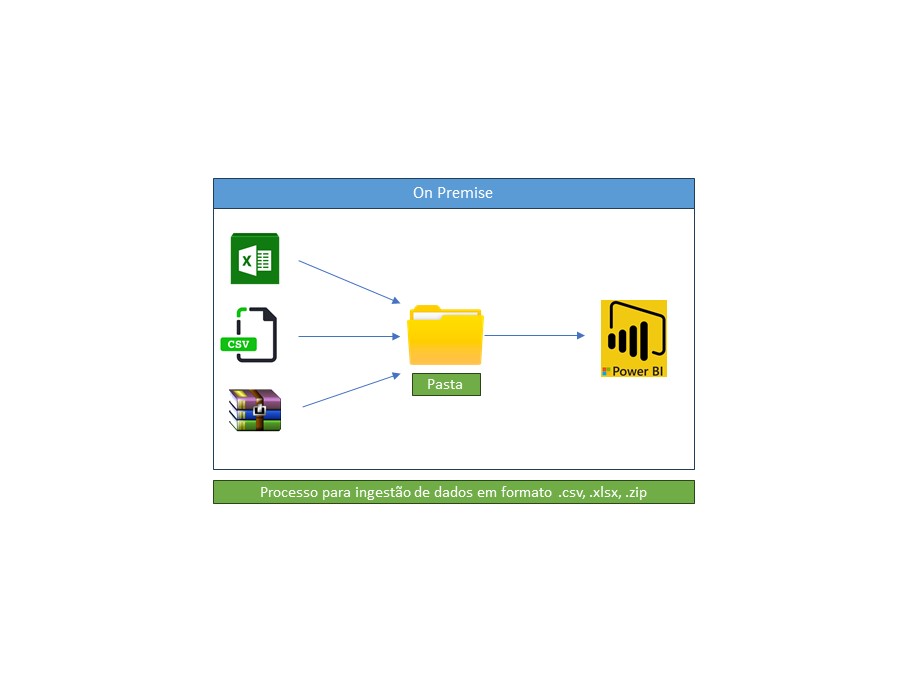 On Premise
X
CSV
Pasta
Power BI
Processo para ingestão de dados em formato .csv, .xlsx, .zip